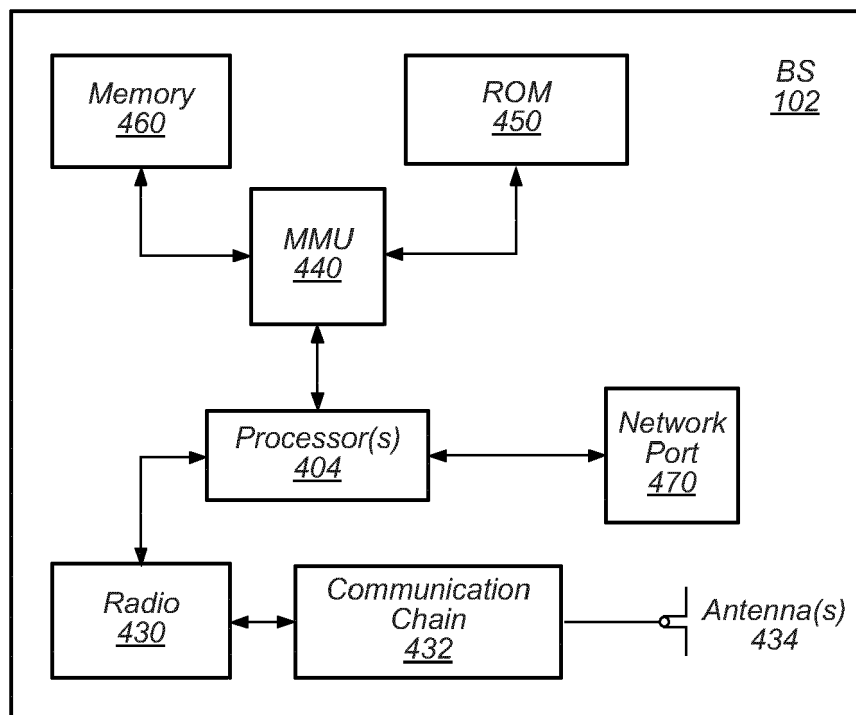 Memory
460
ROM
450
BS
102
MMU
440
Processor(s)
404
Network
Port
470
Radio
430
Communication
Chain
432
Antenna(s)
434